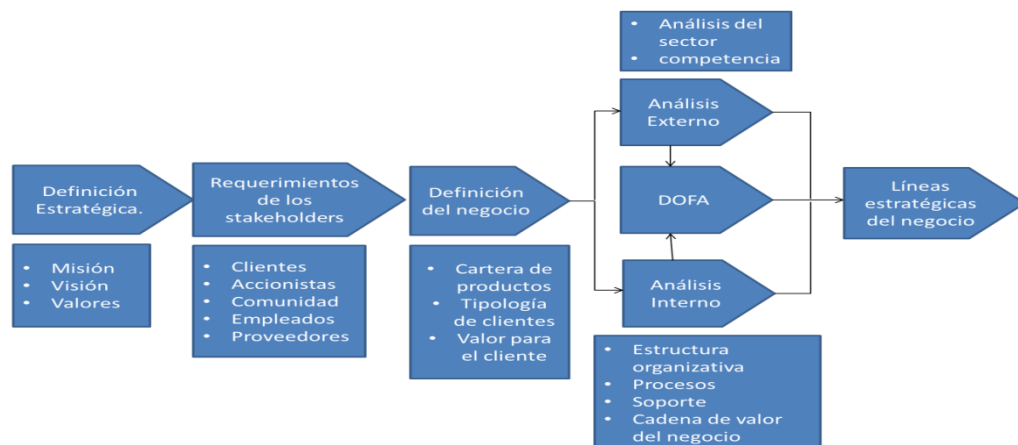 • Análisis del
sector
• competencia
Análisis
Externo
Definición
Estratégica.
Requerimientos
de los
stakeholders
Definición
del negocio
DOFA
Líneas
estratégicas
del negocio
• Misión
• Visión
• Valores
• Clientes
• Accionistas
• Comunidad
• Empleados
• Proveedores
• Cartera de
productos
• Tipología
de clientes
• Valor para
el cliente
Análisis
Interno
• Estructura
organizativa
• Procesos
• Soporte
• Cadena de valor
del negocio